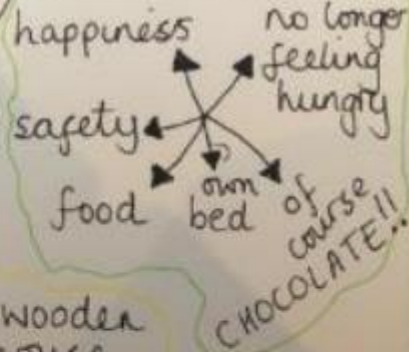 happiness
no longer
feeling
hungry
safety
food
own
bed
of
course
CHOCOLATE!!
wooden